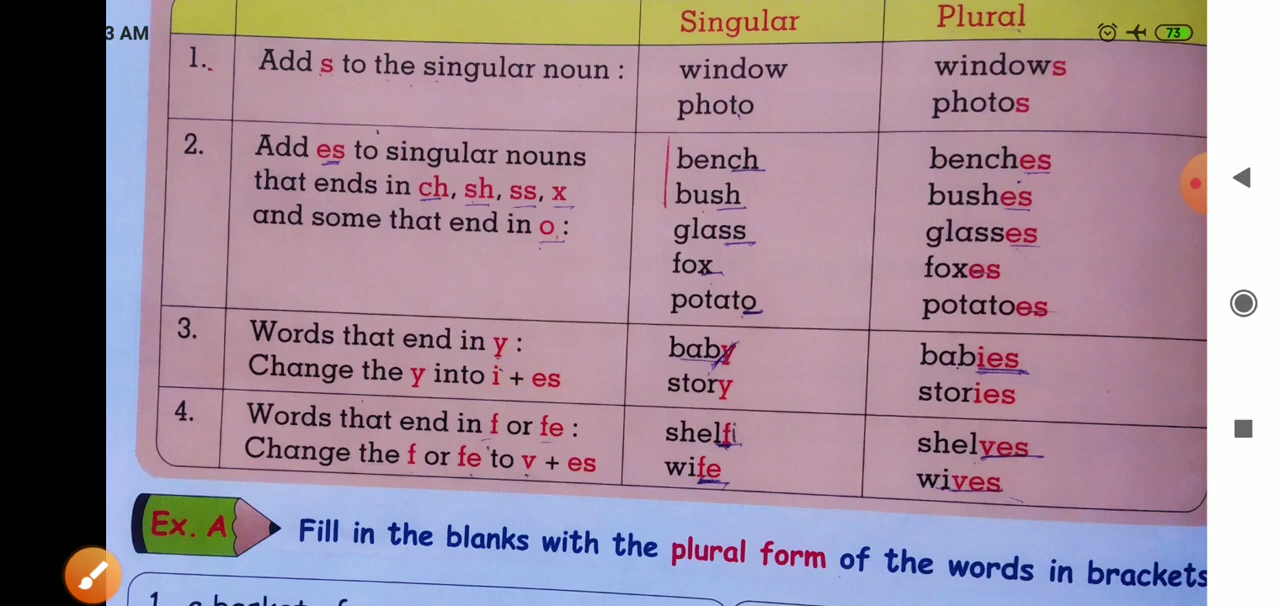 Singular Plural
3 AM 73
1. Add s to the singular noun : window windows
photo photos
2. Add es to singular nouns bench benches
that ends in ch, sh, ss, x bush bushes
and some that end in o : glass glasses
fox foxes
potato potatoes
3. Words that end in y : baby babies
Change the y into i + es story stories
4. Words that end in f or fe : shelf shelves
Change the f or fe to v + es wife wives
Ex. A Fill in the blanks with the plural form of the words in brackets
1. a basket of